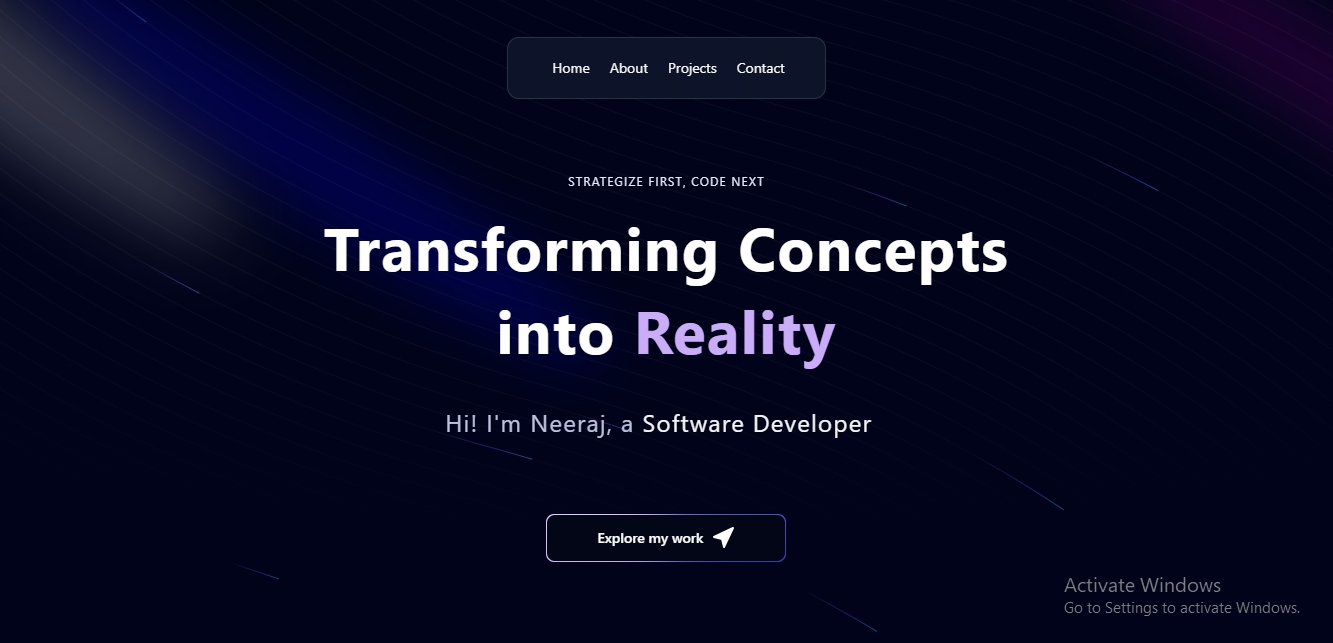 Home About Projects Contact
STRATEGIZE FIRST, CODE NEXT
Transforming Concepts
into Reality
Hi! I'm Neeraj, a Software Developer
Explore my work
Activate Windows
Go to Settings to activate Windows.